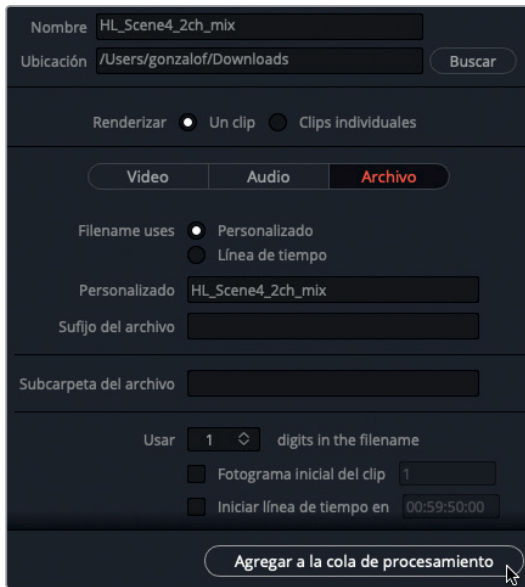 Nombre HL_Scene4_2ch_mix
Ubicación /Users/gonzalof/Downloads Buscar
Renderizar Un clip Clips individuales
Video Audio Archivo
Filename uses Personalizado
Línea de tiempo
Personalizado HL_Scene4_2ch_mix
Sufijo del archivo
Subcarpeta del archivo
Usar 1 digits in the filename
Fotograma inicial del clip 1
Iniciar línea de tiempo en 00:59:50:00
Agregar a la cola de procesamiento